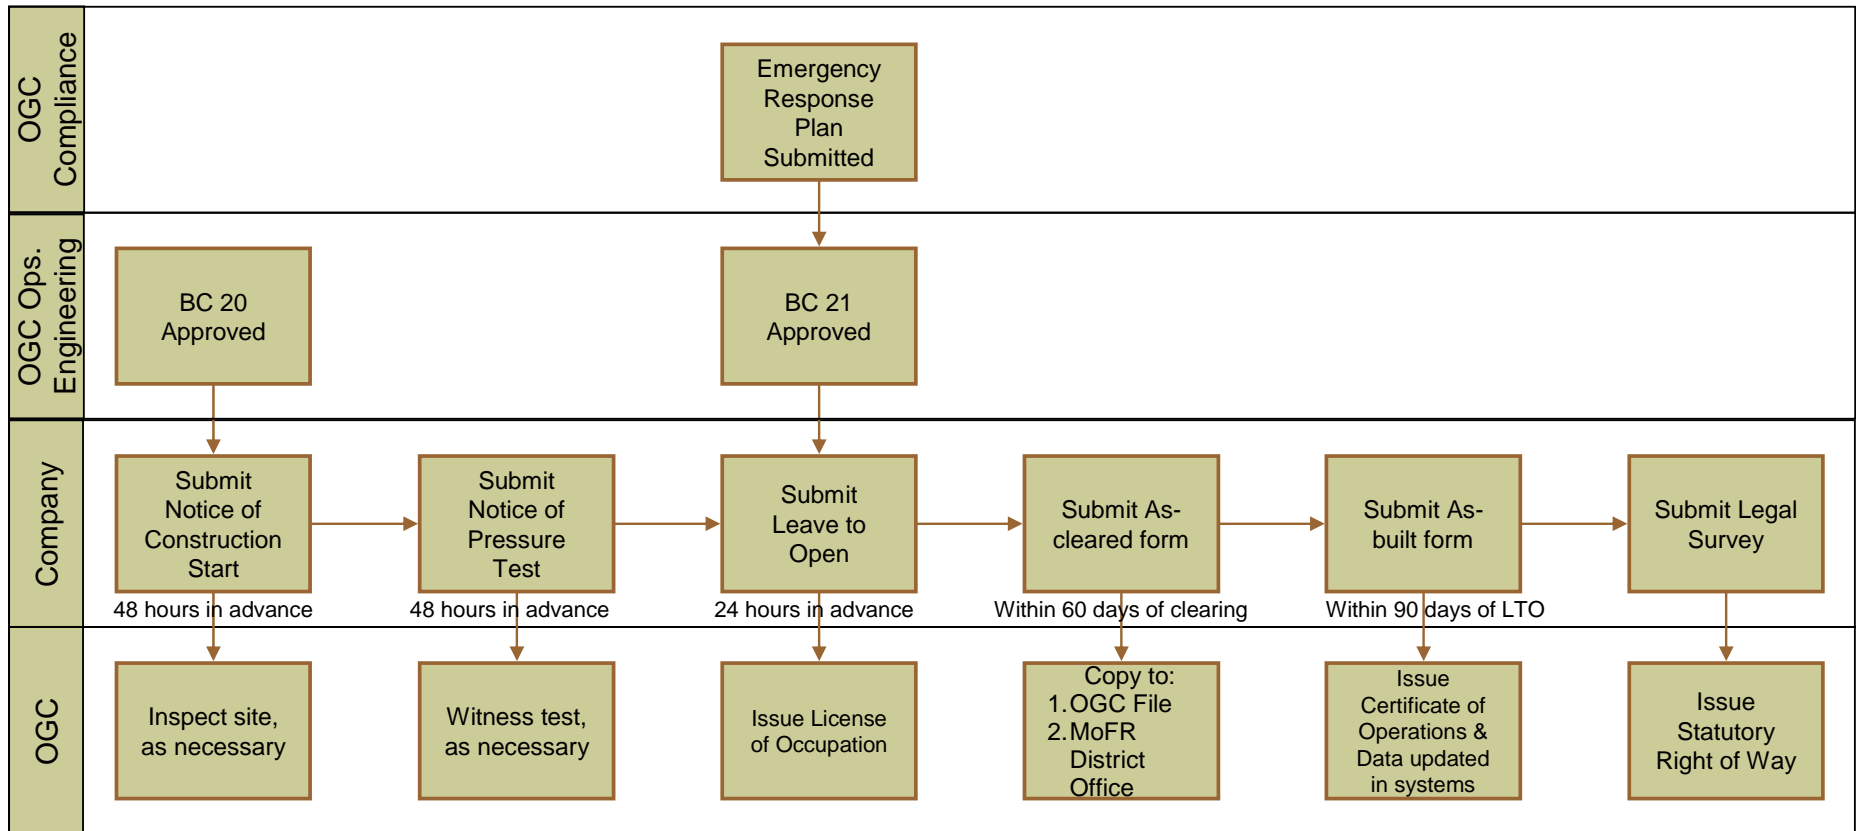 OGC
Compliance
Emergency
Response
Plan
Submitted
OGC Ops.
Engineering
BC 20
Approved
BC 21
Approved
Company
Submit
Notice of
Construction
Start
48 hours in advance
Submit
Notice of
Pressure
Test
48 hours in advance
Submit
Leave to
Open
24 hours in advance
Submit As-
cleared form
Within 60 days of clearing
Submit As-
built form
Within 90 days of LTO
Submit Legal
Survey
OGC
Inspect site,
as necessary
Witness test,
as necessary
Issue License
of Occupation
Copy to:
1. OGC File
2. MoFR
District
Office
Issue
Certificate of
Operations &
Data updated
in systems
Issue
Statutory
Right of Way